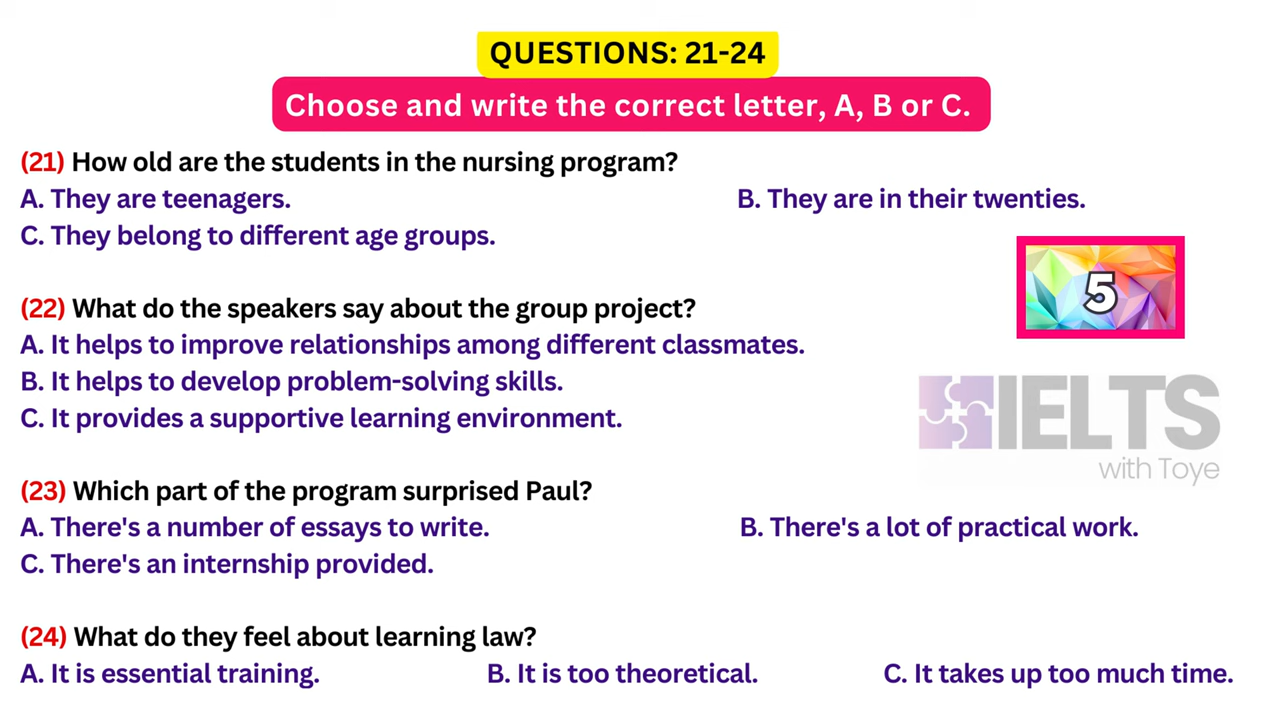 QUESTIONS: 21-24
Choose and write the correct letter, A, B or C.
(21) How old are the students in the nursing program?
A. They are teenagers. B. They are in their twenties.
C. They belong to different age groups.
5
(22) What do the speakers say about the group project?
A. It helps to improve relationships among different classmates.
B. It helps to develop problem-solving skills.
C. It provides a supportive learning environment.
IELTS
with Toye
(23) Which part of the program surprised Paul?
A. There's a number of essays to write. B. There's a lot of practical work.
C. There's an internship provided.
(24) What do they feel about learning law?
A. It is essential training. B. It is too theoretical. C. It takes up too much time.